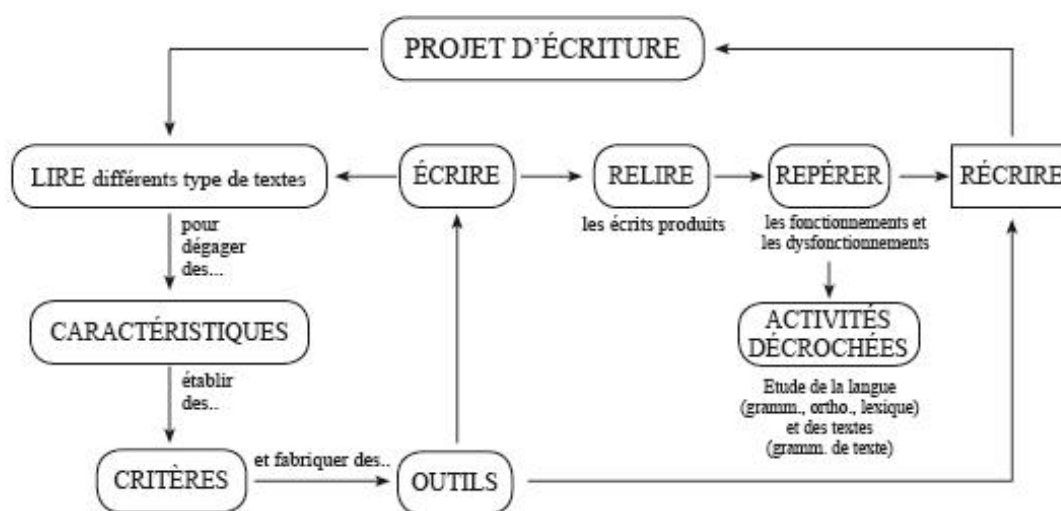 PROJET D'ÉCRITURE
LIRE différents type de textes
ÉCRIRE
RELIRE
REPÉRER
RÉCRIRE
pour
dégager
des...
les écrits produits
les fonctionnements et
les dysfonctionnements
CARACTÉRISTIQUES
ACTIVITÉS
DÉCROCHÉES
établir
des..
Etude de la langue
(gramm., ortho., lexique)
et des textes
(gramm. de texte)
CRITÈRES
et fabriquer des..
OUTILS